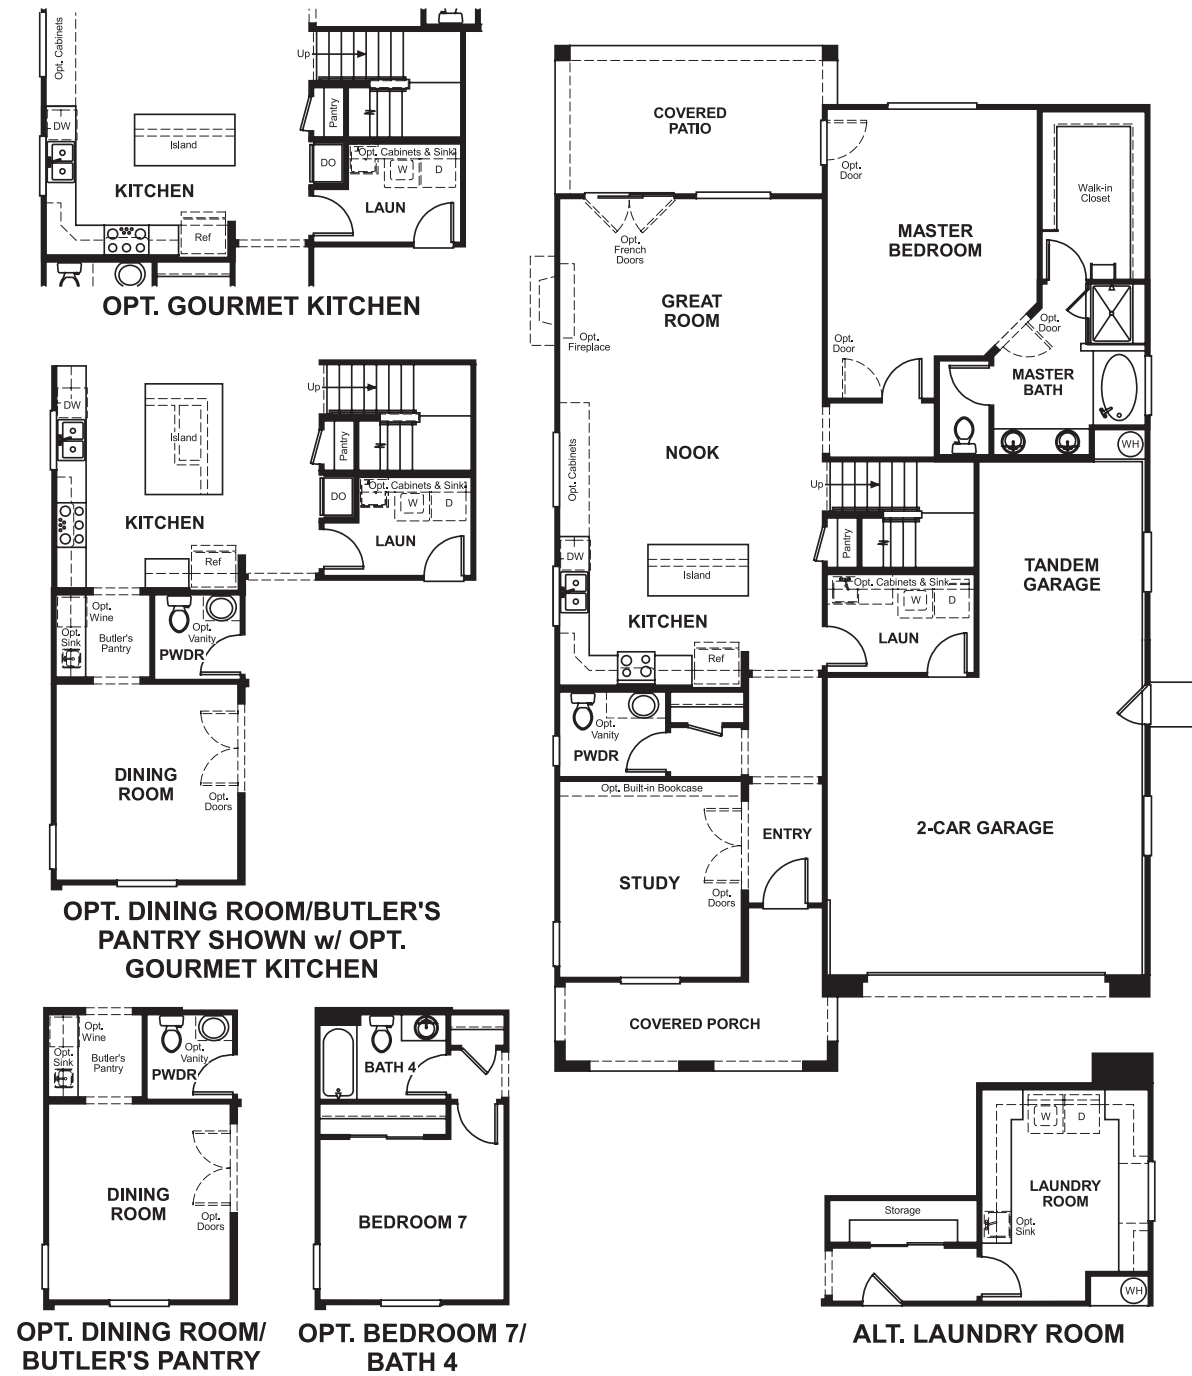 Opt. Cabinets
DW
Island
KITCHEN
Ref
Up
Pantry
DO
Opt. Cabinets & Sink
W
D
LAUN
OPT. GOURMET KITCHEN
DW
Island
KITCHEN
Ref
Up
Pantry
DO
Opt. Cabinets & Sink
W
D
LAUN
Opt.
Wine
Opt.
Sink
Butler's
Pantry
Opt.
Vanity
PWDR
DINING
ROOM
Opt.
Doors
OPT. DINING ROOM/BUTLER'S
PANTRY SHOWN w/ OPT.
GOURMET KITCHEN
Opt.
Wine
Opt.
Sink
Butler's
Pantry
Opt.
Vanity
PWDR
DINING
ROOM
Opt.
Doors
OPT. DINING ROOM/
BUTLER'S PANTRY
BATH 4
BEDROOM 7
OPT. BEDROOM 7/
BATH 4
COVERED
PATIO
Opt.
Door
MASTER
BEDROOM
Walk-in
Closet
Opt.
French
Doors
GREAT
ROOM
Opt.
Fireplace
Opt.
Door
Opt.
Door
MASTER
BATH
WH
NOOK
Opt. Cabinets
Up
Pantry
DW
Island
KITCHEN
Ref
Opt. Cabinets & Sink
W
D
LAUN
TANDEM
GARAGE
Opt.
Vanity
PWDR
Opt. Built-in Bookcase
ENTRY
2-CAR GARAGE
STUDY
Opt.
Doors
COVERED PORCH
W
D
LAUNDRY
ROOM
Storage
Opt.
Sink
WH
ALT. LAUNDRY ROOM